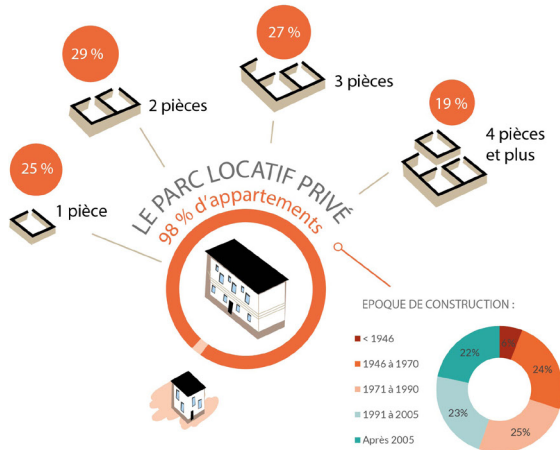 27 %
29 %
3 pièces
2 pièces
19 %
4 pièces
et plus
25 %
1 pièce
LE PARC LOCATIF PRIVÉ
98 % d'appartements
EPOQUE DE CONSTRUCTION :
< 1946
1946 à 1970
1971 à 1990
1991 à 2005
Après 2005
6%
24%
25%
23%
22%